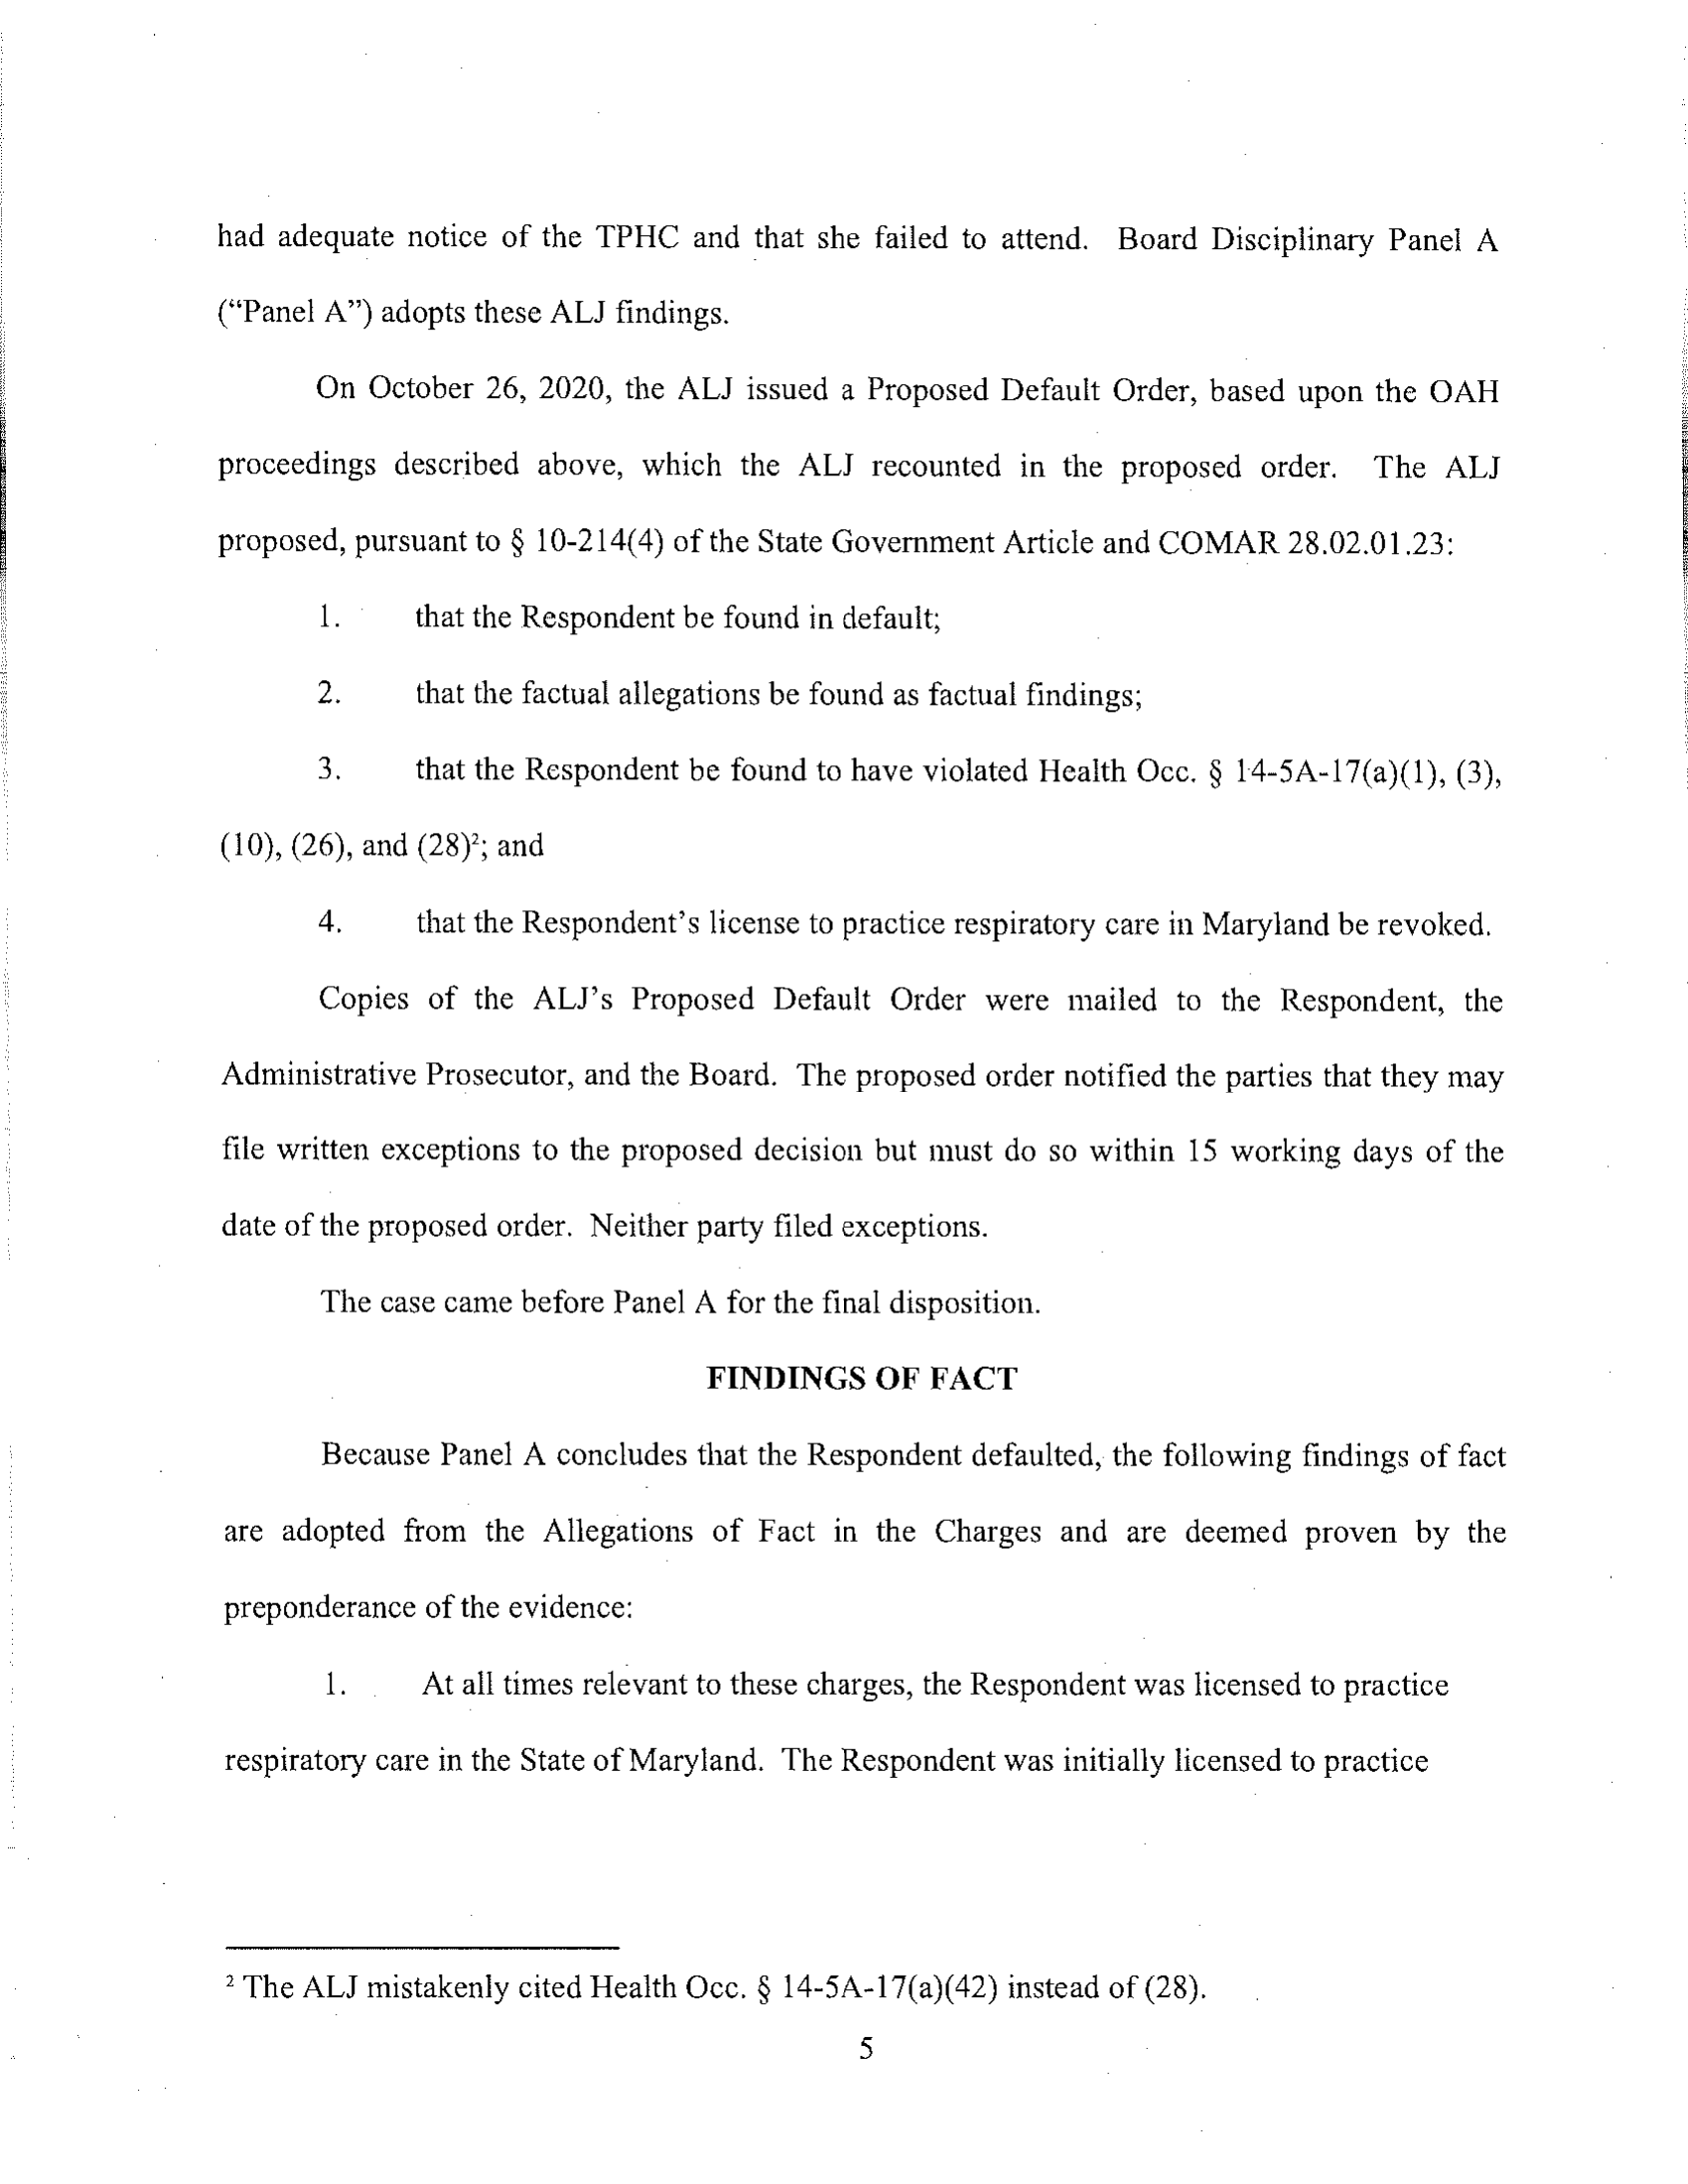 had adequate notice of the TPHC and that she failed to attend. Board Disciplinary Panel A
(“Panel A”) adopts these ALJ findings.
On October 26, 2020, the ALJ issued a Proposed Default Order, based upon the OAH
proceedings described above, which the ALJ recounted in the proposed order. The ALJ
proposed, pursuant to § 10-214(4) of the State Government Article and COMAR 28.02.01.23:
1. that the Respondent be found in default;
2. that the factual allegations be found as factual findings;
3. that the Respondent be found to have violated Health Occ. § 14-5A-17(a)(1), (3),
(10), (26), and (28)²; and
4. that the Respondent’s license to practice respiratory care in Maryland be revoked.
Copies of the ALJ’s Proposed Default Order were mailed to the Respondent, the
Administrative Prosecutor, and the Board. The proposed order notified the parties that they may
file written exceptions to the proposed decision but must do so within 15 working days of the
date of the proposed order. Neither party filed exceptions.
The case came before Panel A for the final disposition.
FINDINGS OF FACT
Because Panel A concludes that the Respondent defaulted, the following findings of fact
are adopted from the Allegations of Fact in the Charges and are deemed proven by the
preponderance of the evidence:
1. At all times relevant to these charges, the Respondent was licensed to practice
respiratory care in the State of Maryland. The Respondent was initially licensed to practice
² The ALJ mistakenly cited Health Occ. § 14-5A-17(a)(42) instead of (28).
5